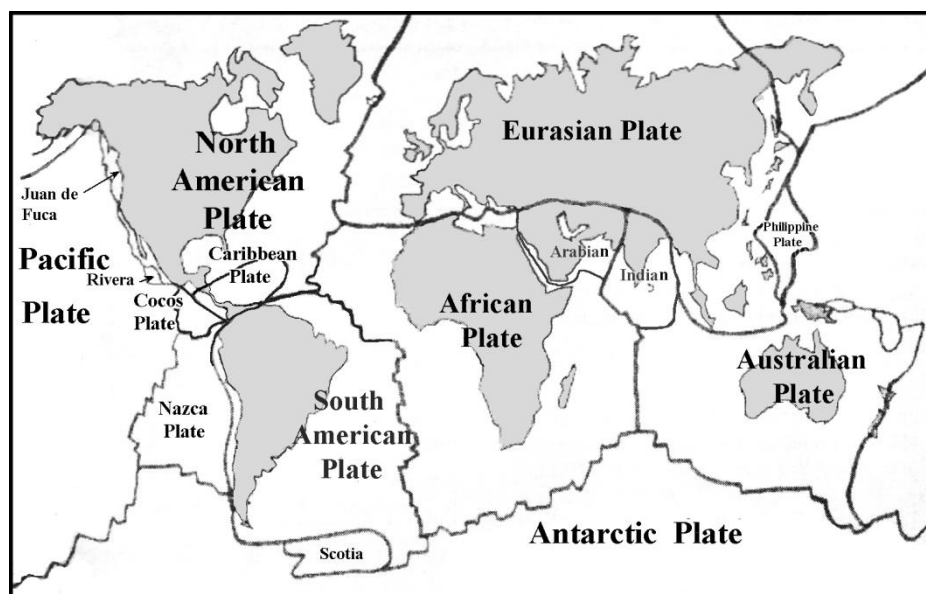 North
American
Plate
Eurasian Plate
Juan de
Fuca
Pacific
Plate
Rivera
Caribbean
Plate
Cocos
Plate
Arabian
Indian
Philippine
Plate
African
Plate
Australian
Plate
Nazca
Plate
South
American
Plate
Scotia
Antarctic Plate